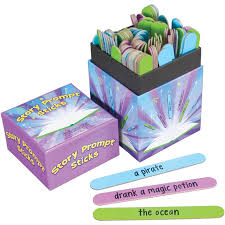 Story Prompt
Sticks
Story Prompt
Sticks
a pirate
drank a magic potion
the ocean